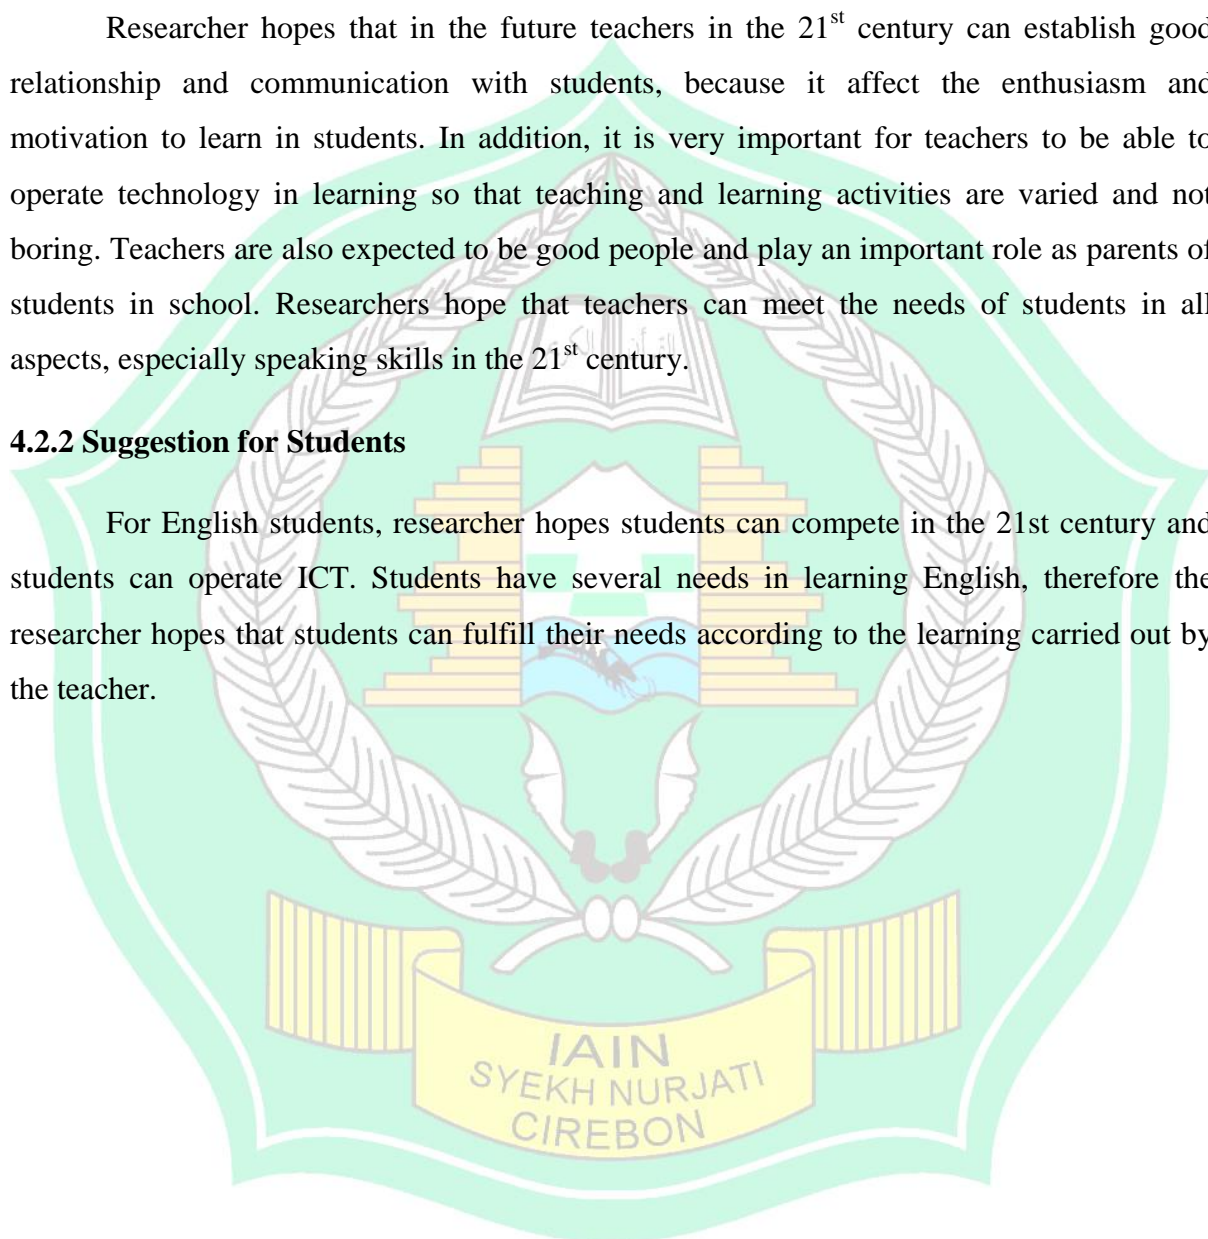 Researcher hopes that in the future teachers in the 21st century can establish good
relationship and communication with students, because it affect the enthusiasm and
motivation to learn in students. In addition, it is very important for teachers to be able to
operate technology in learning so that teaching and learning activities are varied and not
boring. Teachers are also expected to be good people and play an important role as parents of
students in school. Researchers hope that teachers can meet the needs of students in all
aspects, especially speaking skills in the 21st century.
4.2.2 Suggestion for Students
For English students, researcher hopes students can compete in the 21st century and
students can operate ICT. Students have several needs in learning English, therefore the
researcher hopes that students can fulfill their needs according to the learning carried out by
the teacher.
IAIN
SYEKH NURJATI
CIREBON